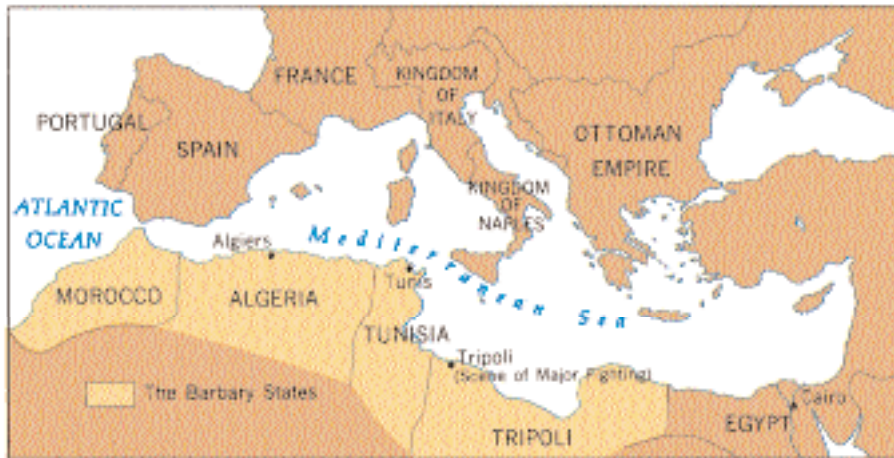 FRANCE
KINGDOM
OF
ITALY
PORTUGAL
SPAIN
OTTOMAN
EMPIRE
KINGDOM
OF
NAPLES
ATLANTIC
OCEAN
Algiers
Mediterranean Sea
Tunis
MOROCCO
ALGERIA
TUNISIA
Tripoli
(Scene of Major Fighting)
The Barbary States
TRIPOLI
EGYPT
Cairo